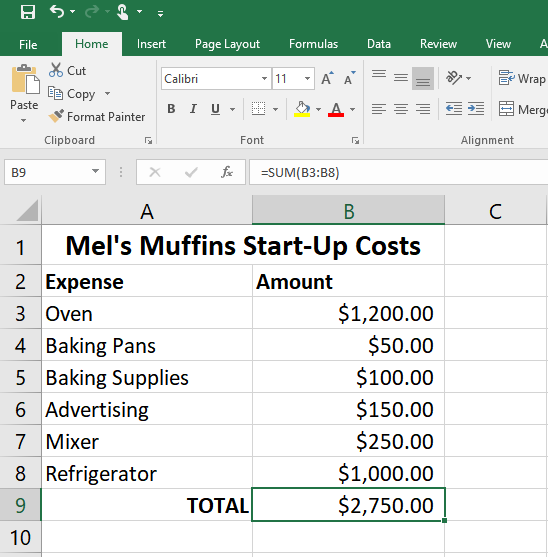 File Home Insert Page Layout Formulas Data Review View A
Paste
Cut
Copy
Format Painter
Clipboard
Calibri 11 A A
B I U A
Font
Wrap
Merg
Alignment
B9 fx =SUM(B3:B8)
A B C
1 Mel's Muffins Start-Up Costs
2 Expense Amount
3 Oven $1,200.00
4 Baking Pans $50.00
5 Baking Supplies $100.00
6 Advertising $150.00
7 Mixer $250.00
8 Refrigerator $1,000.00
9 TOTAL $2,750.00
10